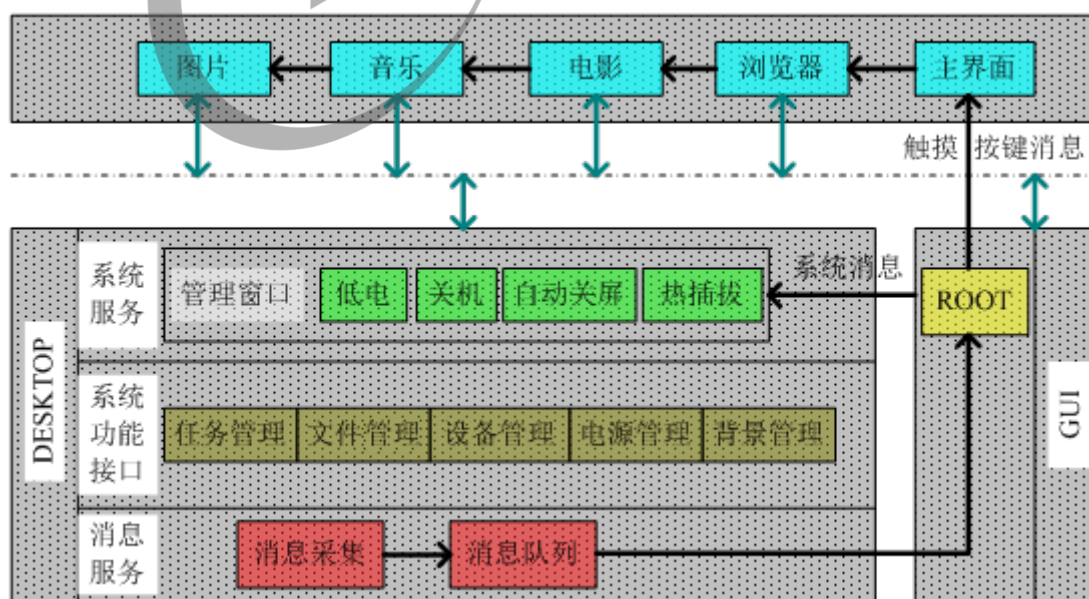 图片
音乐
电影
浏览器
主界面
触摸 按键消息
DESKTOP
系统
服务
管理窗口
低电
关机
自动关屏
热插拔
系统消息
ROOT
GUI
系统
功能
接口
任务管理
文件管理
设备管理
电源管理
背景管理
消息
服务
消息采集
消息队列